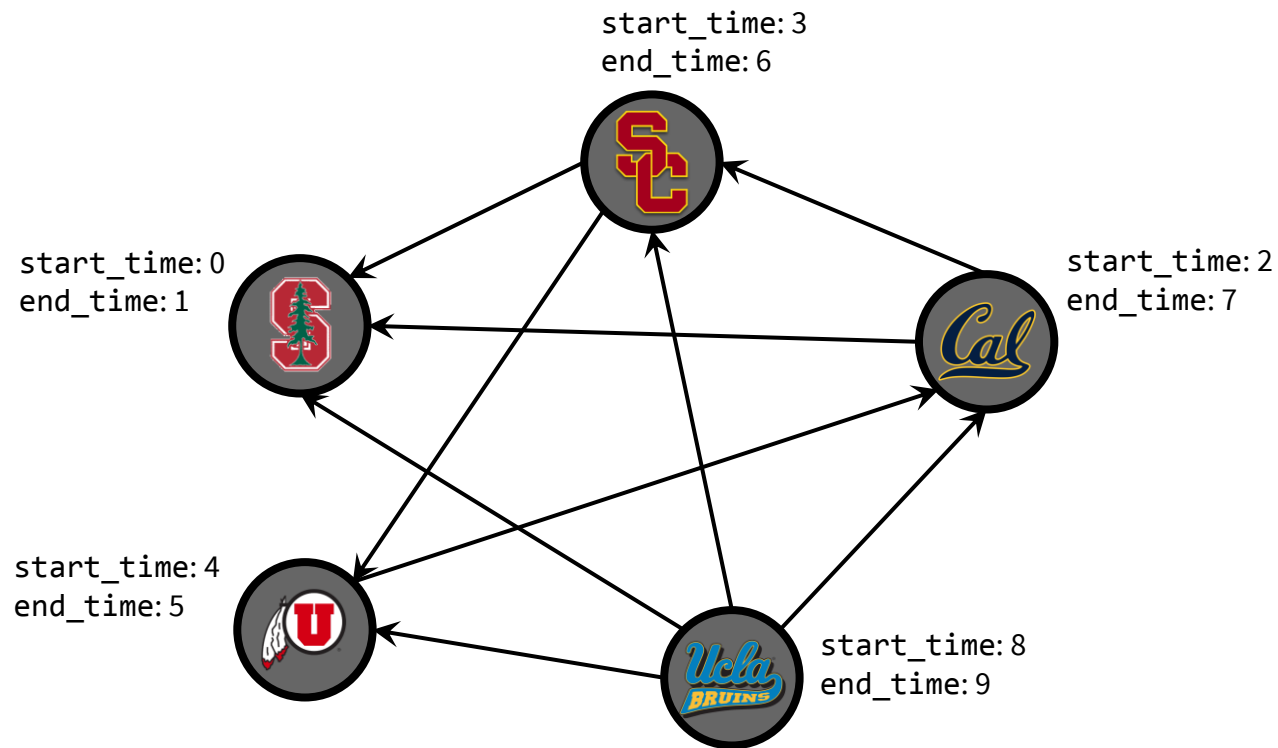 start_time: 3
end_time: 6
SC
start_time: 0
end_time: 1
S
start_time: 2
end_time: 7
Cal
start_time: 4
end_time: 5
U
Ucla
BRUINS
start_time: 8
end_time: 9